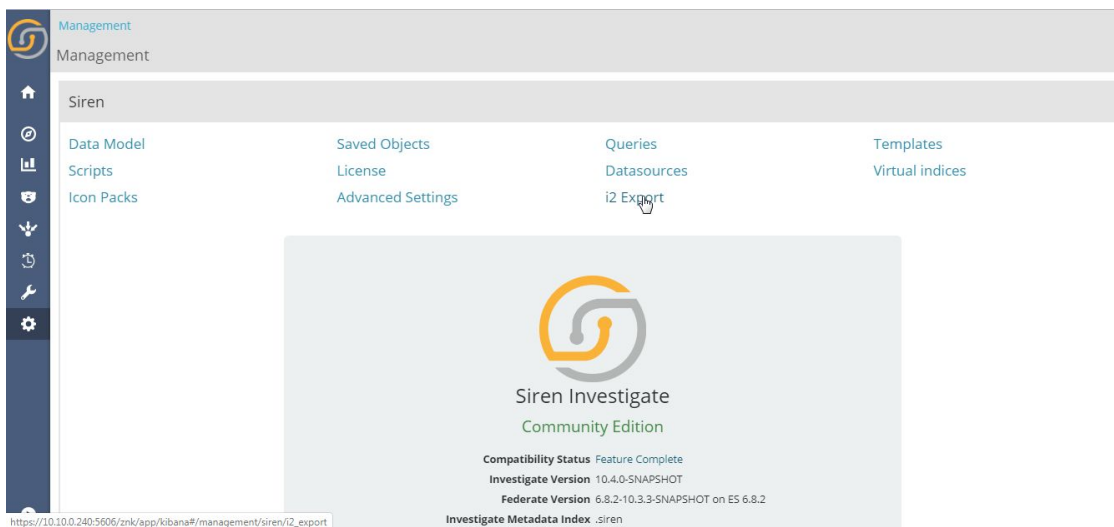 Management
Management
Siren
Data Model Saved Objects Queries Templates
Scripts License Datasources Virtual indices
Icon Packs Advanced Settings i2 Export
Siren Investigate
Community Edition
Compatibility Status Feature Complete
Investigate Version 10.4.0-SNAPSHOT
Federate Version 6.8.2-10.3.3-SNAPSHOT on ES 6.8.2
Investigate Metadata Index .siren
https://10.10.0.240:5606/znk/app/kibana#/management/siren/i2_export